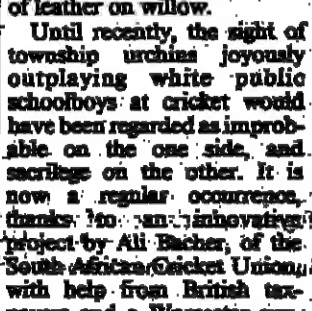 of leather on willow.
Until recently, the sight of
township urchins joyously
outplaying white public
schoolboys at cricket would
have been regarded as improb-
able on the one side, and
sacrilege on the other. It is
now a regular occurrence,
thanks to an innovative
project by Ali Bacher, of the
South African Cricket Union,
with help from British tax-